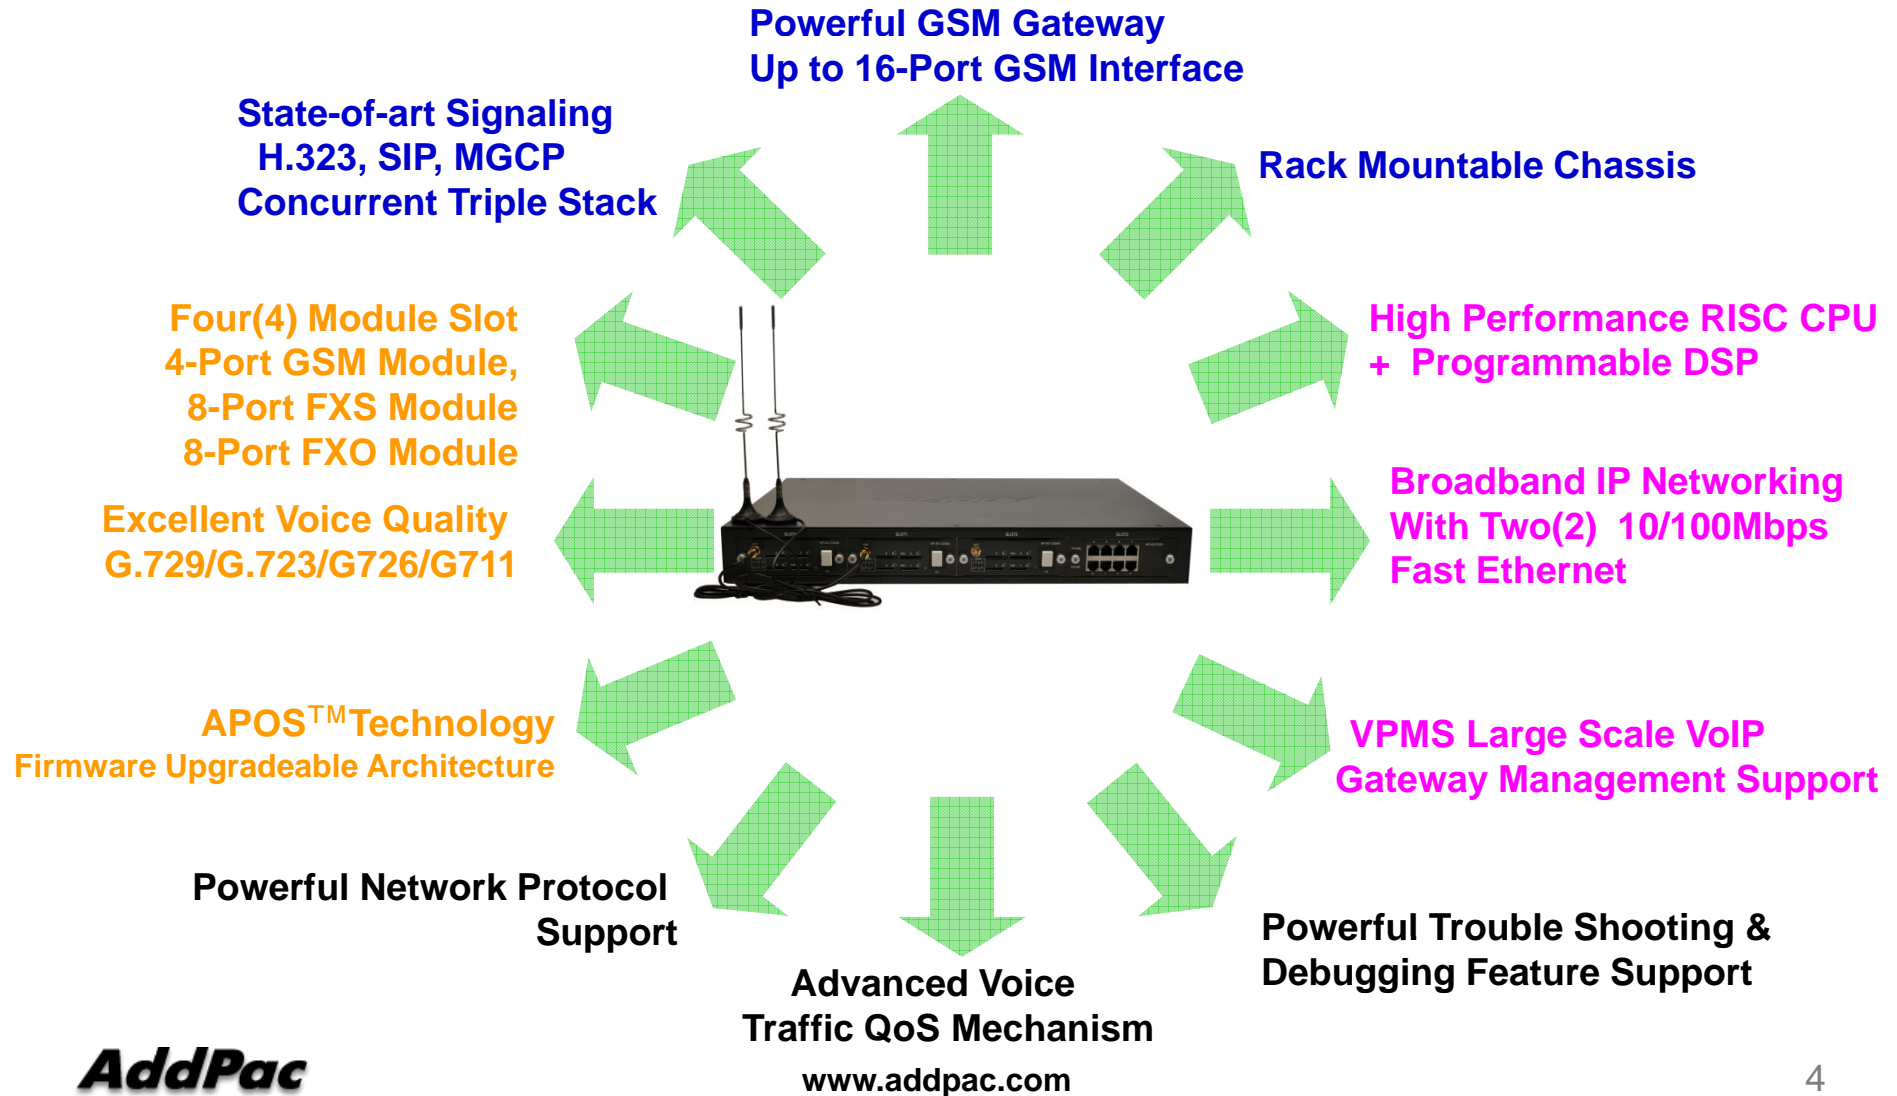 Powerful GSM Gateway
Up to 16-Port GSM Interface
State-of-art Signaling
H.323, SIP, MGCP
Concurrent Triple Stack
Rack Mountable Chassis
Four(4) Module Slot
4-Port GSM Module,
8-Port FXS Module
8-Port FXO Module
High Performance RISC CPU
+ Programmable DSP
Excellent Voice Quality
G.729/G.723/G726/G711
Broadband IP Networking
With Two(2) 10/100Mbps
Fast Ethernet
APOS™Technology
Firmware Upgradeable Architecture
VPMS Large Scale VoIP
Gateway Management Support
Powerful Network Protocol
Support
Advanced Voice
Traffic QoS Mechanism
Powerful Trouble Shooting &
Debugging Feature Support
AddPac
www.addpac.com
4